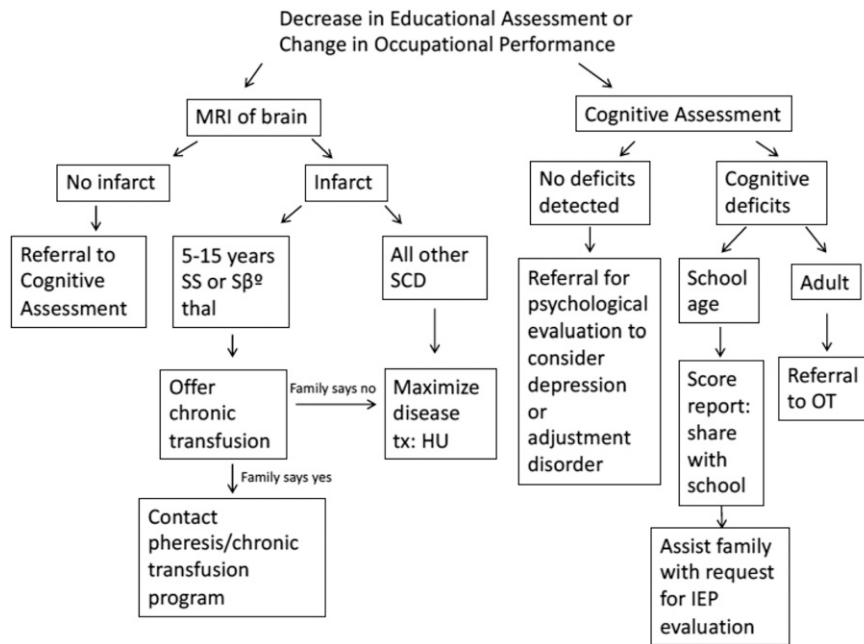 Decrease in Educational Assessment or
Change in Occupational Performance
MRI of brain
Cognitive Assessment
No infarct
Infarct
No deficits
detected
Cognitive
deficits
Referral to
Cognitive
Assessment
5-15 years
SS or Sβº
thal
All other
SCD
Referral for
psychological
evaluation to
consider
depression
or
adjustment
disorder
School
age
Adult
Offer
chronic
transfusion
Family says no
Maximize
disease
tx: HU
Score
report:
share
with
school
Referral
to OT
Family says yes
Contact
pheresis/chronic
transfusion
program
Assist family
with request
for IEP
evaluation